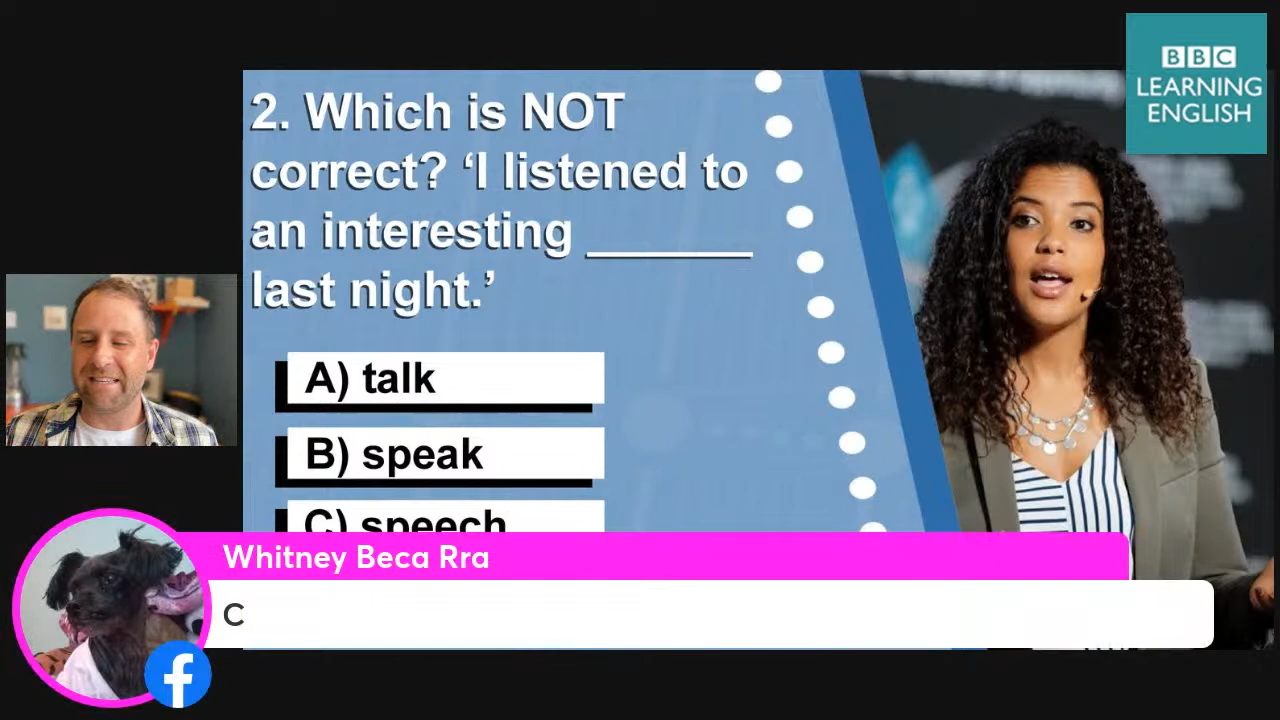 BBC
LEARNING
ENGLISH
2. Which is NOT
correct? ‘I listened to
an interesting ______
last night.’
A) talk
B) speak
C) speech
Whitney Beca Rra
C